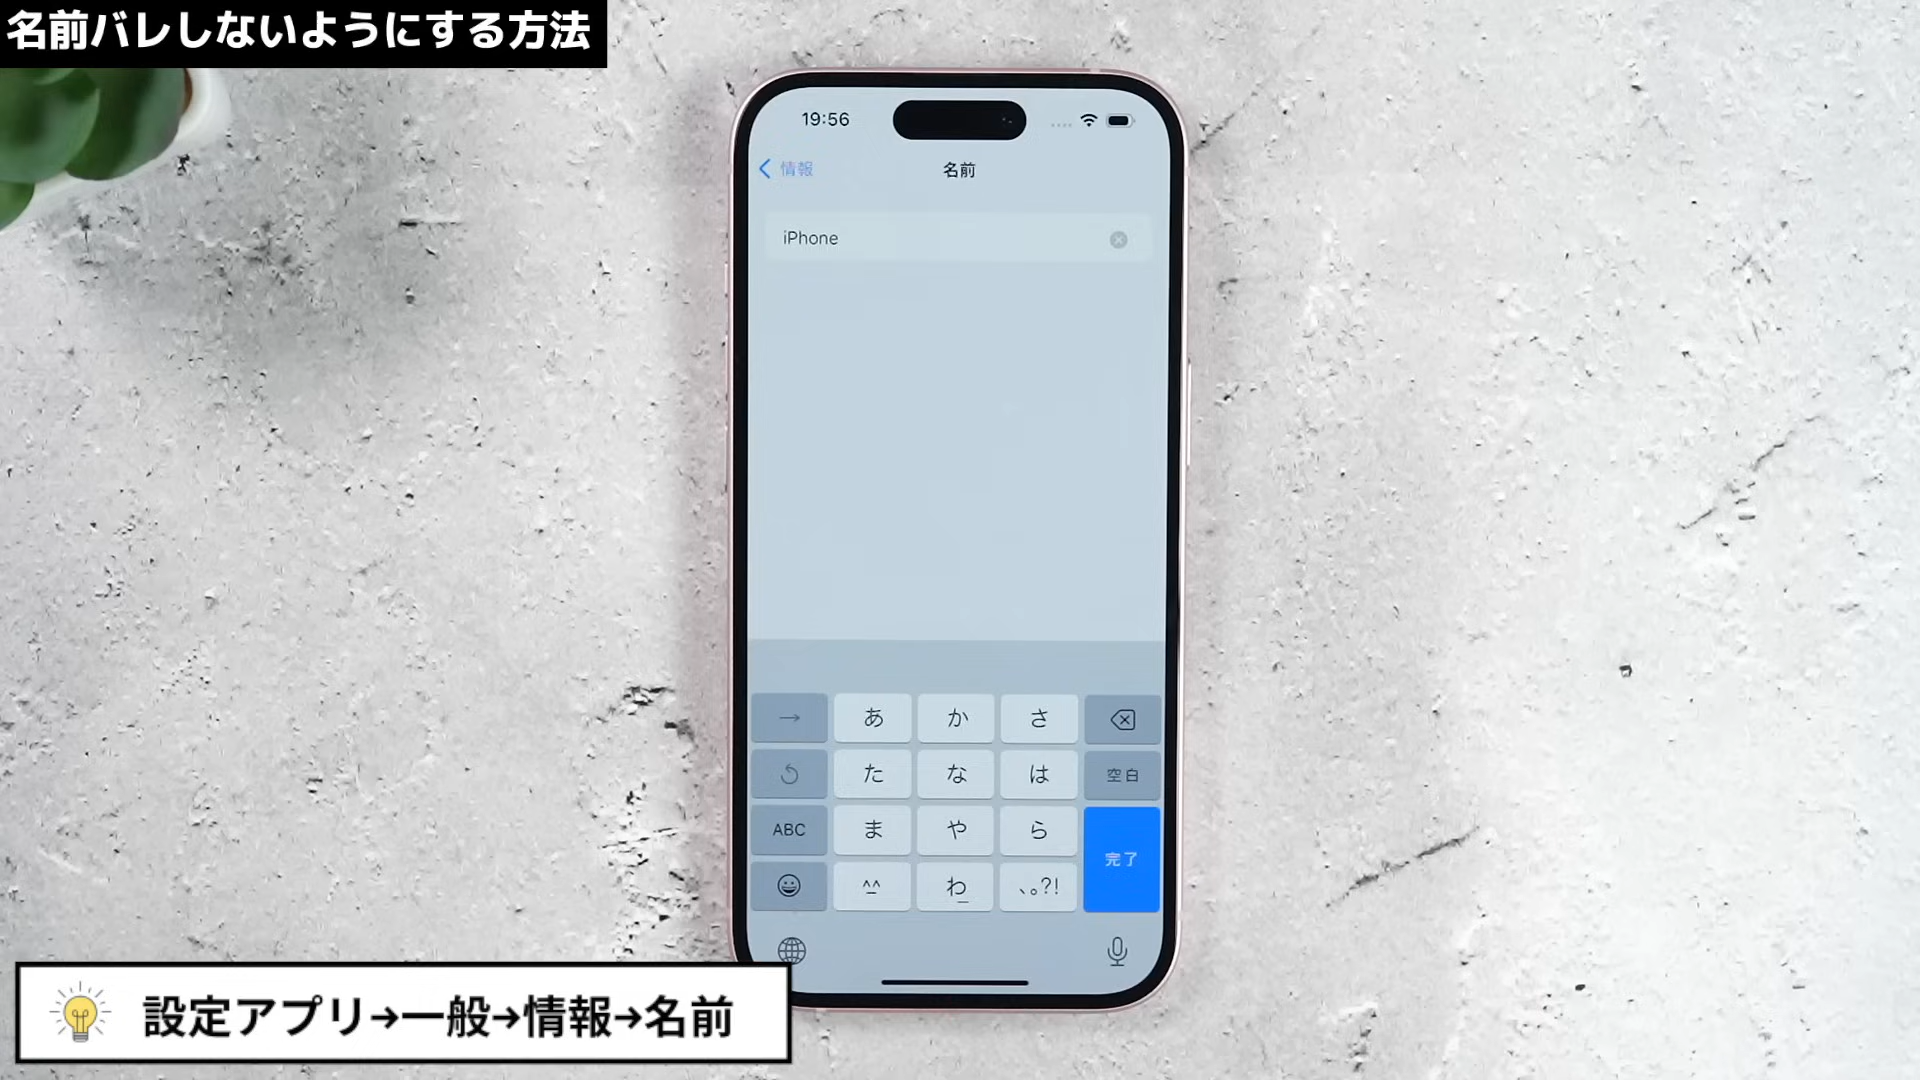 名前バレしないようにする方法
19:56
情報
名前
iPhone
→ あ か さ
た な は 空白
ABC ま や ら 完了
^^ わ_ 、。?!
設定アプリ→一般→情報→名前